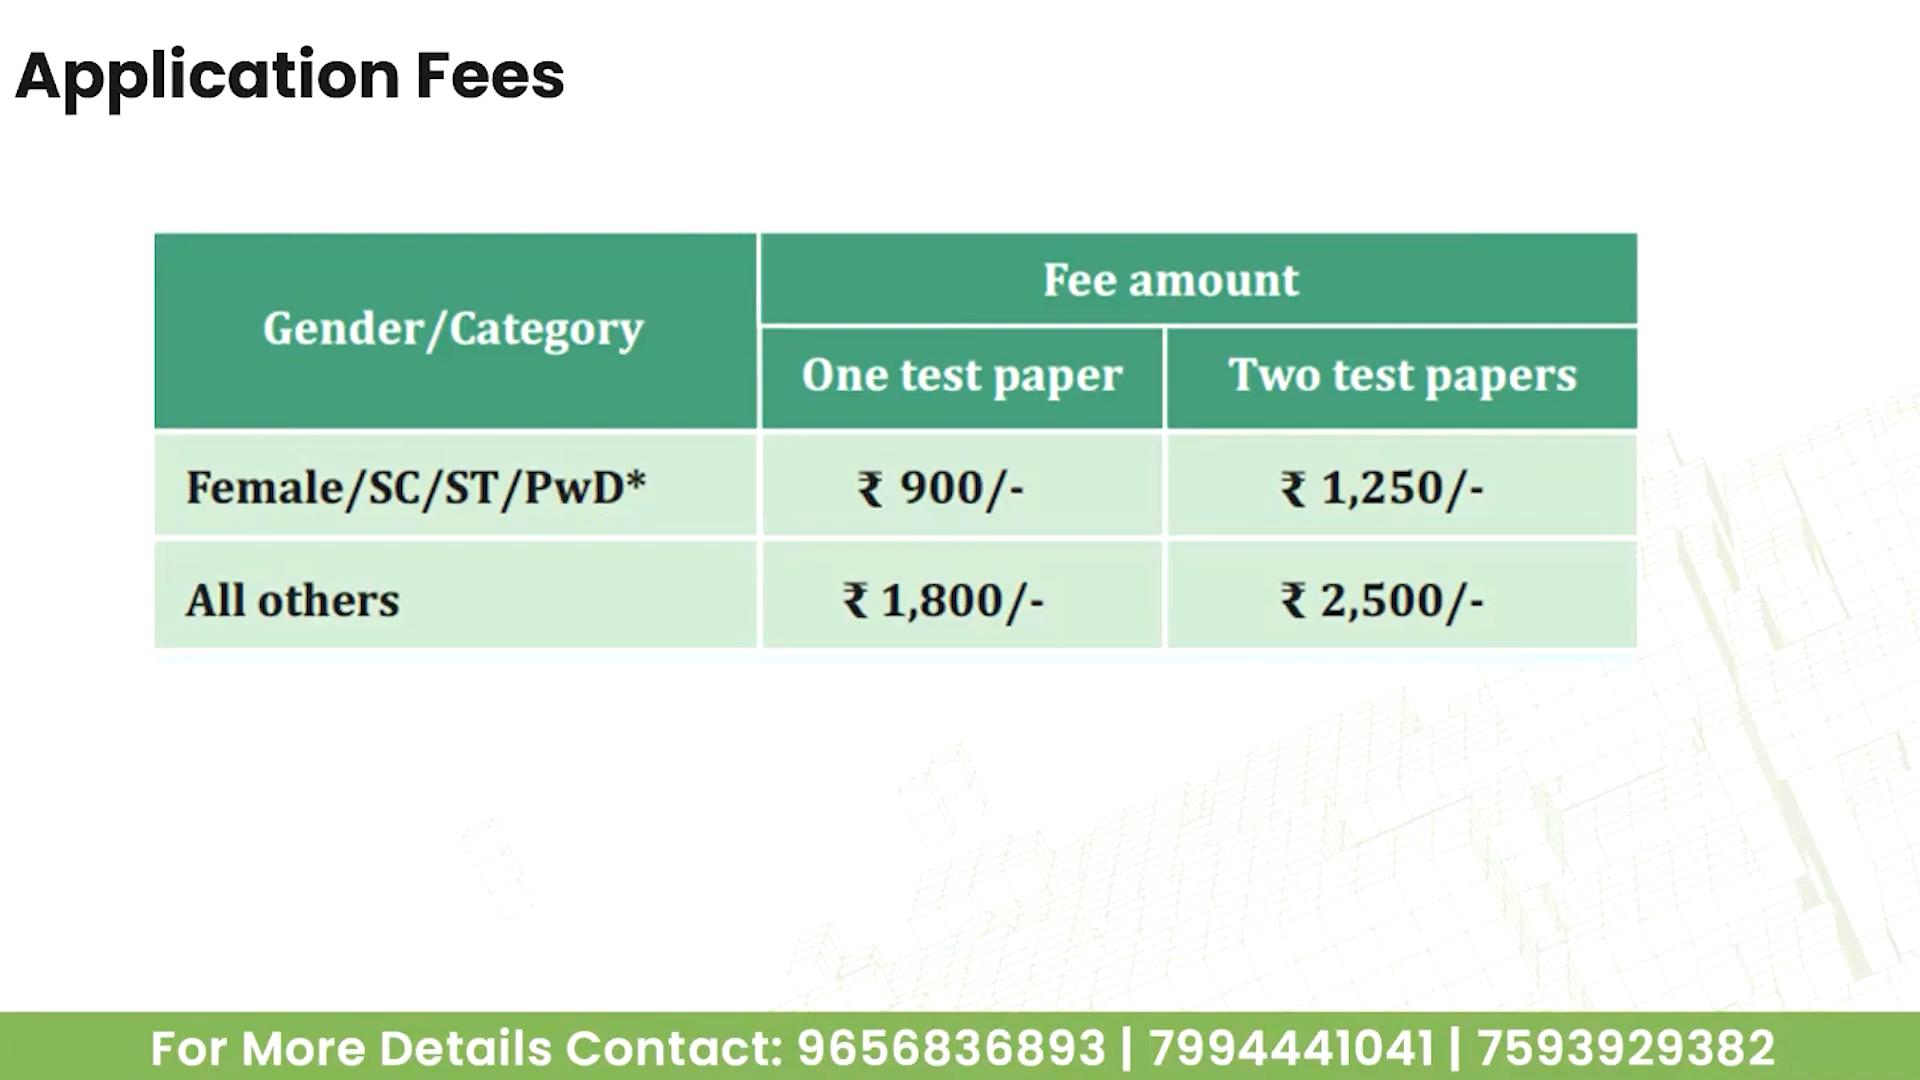 Application Fees
Gender/Category
Fee amount
One test paper
Two test papers
Female/SC/ST/PwD*
₹ 900/-
₹ 1,250/-
All others
₹ 1,800/-
₹ 2,500/-
For More Details Contact: 9656836893 | 7994441041 | 7593929382